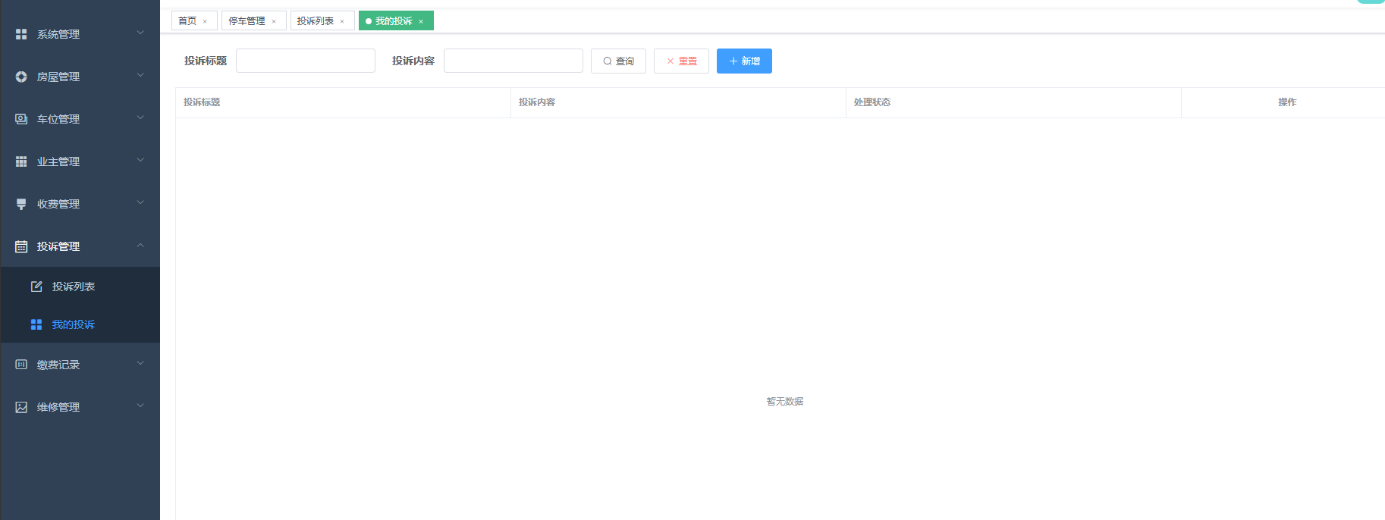 首页 × 停车管理 × 投诉列表 × 我的投诉 ×
系统管理
房屋管理
车位管理
业主管理
收费管理
投诉管理
投诉列表
我的投诉
缴费记录
维修管理
投诉标题 投诉内容 查询 重置 新增
投诉标题 投诉内容 处理状态 操作
暂无数据